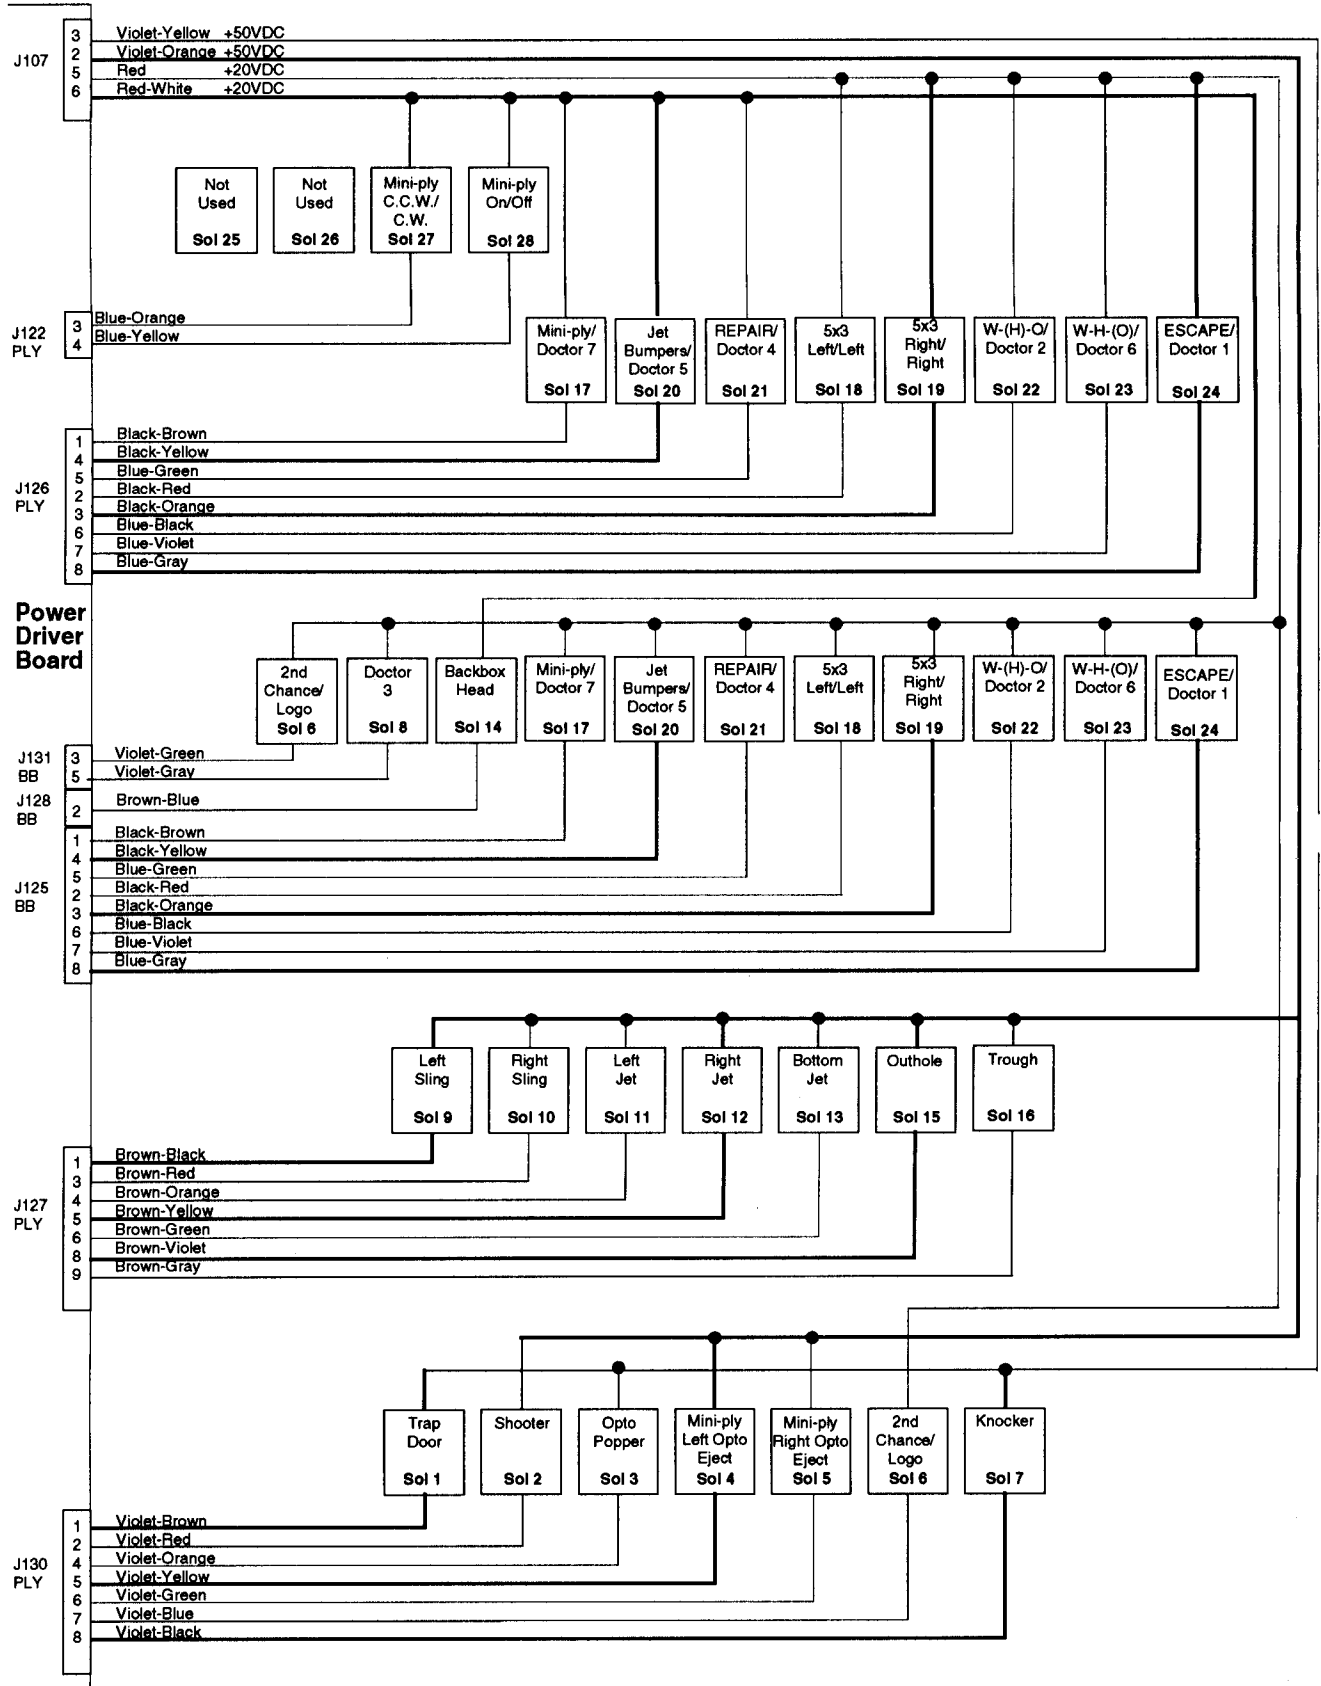 J107
3 Violet-Yellow +50VDC
2 Violet-Orange +50VDC
5 Red +20VDC
6 Red-White +20VDC
Not
Used
Sol 25
Not
Used
Sol 26
Mini-ply
C.C.W./
C.W.
Sol 27
Mini-ply
On/Off
Sol 28
J122
PLY
3 Blue-Orange
4 Blue-Yellow
Mini-ply/
Doctor 7
Sol 17
Jet
Bumpers/
Doctor 5
Sol 20
REPAIR/
Doctor 4
Sol 21
5x3
Left/Left
Sol 18
5x3
Right/
Right
Sol 19
W-(H)-O/
Doctor 2
Sol 22
W-H-(O)/
Doctor 6
Sol 23
ESCAPE/
Doctor 1
Sol 24
J126
PLY
1 Black-Brown
4 Black-Yellow
5 Blue-Green
2 Black-Red
3 Black-Orange
6 Blue-Black
7 Blue-Violet
8 Blue-Gray
Power
Driver
Board
2nd
Chance/
Logo
Sol 6
Doctor
3
Sol 8
Backbox
Head
Sol 14
Mini-ply/
Doctor 7
Sol 17
Jet
Bumpers/
Doctor 5
Sol 20
REPAIR/
Doctor 4
Sol 21
5x3
Left/Left
Sol 18
5x3
Right/
Right
Sol 19
W-(H)-O/
Doctor 2
Sol 22
W-H-(O)/
Doctor 6
Sol 23
ESCAPE/
Doctor 1
Sol 24
J131
BB
3 Violet-Green
5 Violet-Gray
J128
BB
2 Brown-Blue
J125
BB
1 Black-Brown
4 Black-Yellow
5 Blue-Green
2 Black-Red
3 Black-Orange
6 Blue-Black
7 Blue-Violet
8 Blue-Gray
Left
Sling
Sol 9
Right
Sling
Sol 10
Left
Jet
Sol 11
Right
Jet
Sol 12
Bottom
Jet
Sol 13
Outhole
Sol 15
Trough
Sol 16
J127
PLY
1 Brown-Black
3 Brown-Red
4 Brown-Orange
5 Brown-Yellow
6 Brown-Green
8 Brown-Violet
9 Brown-Gray
Trap
Door
Sol 1
Shooter
Sol 2
Opto
Popper
Sol 3
Mini-ply
Left Opto
Eject
Sol 4
Mini-ply
Right Opto
Eject
Sol 5
2nd
Chance/
Logo
Sol 6
Knocker
Sol 7
J130
PLY
1 Violet-Brown
2 Violet-Red
4 Violet-Orange
5 Violet-Yellow
6 Violet-Green
7 Violet-Blue
8 Violet-Black